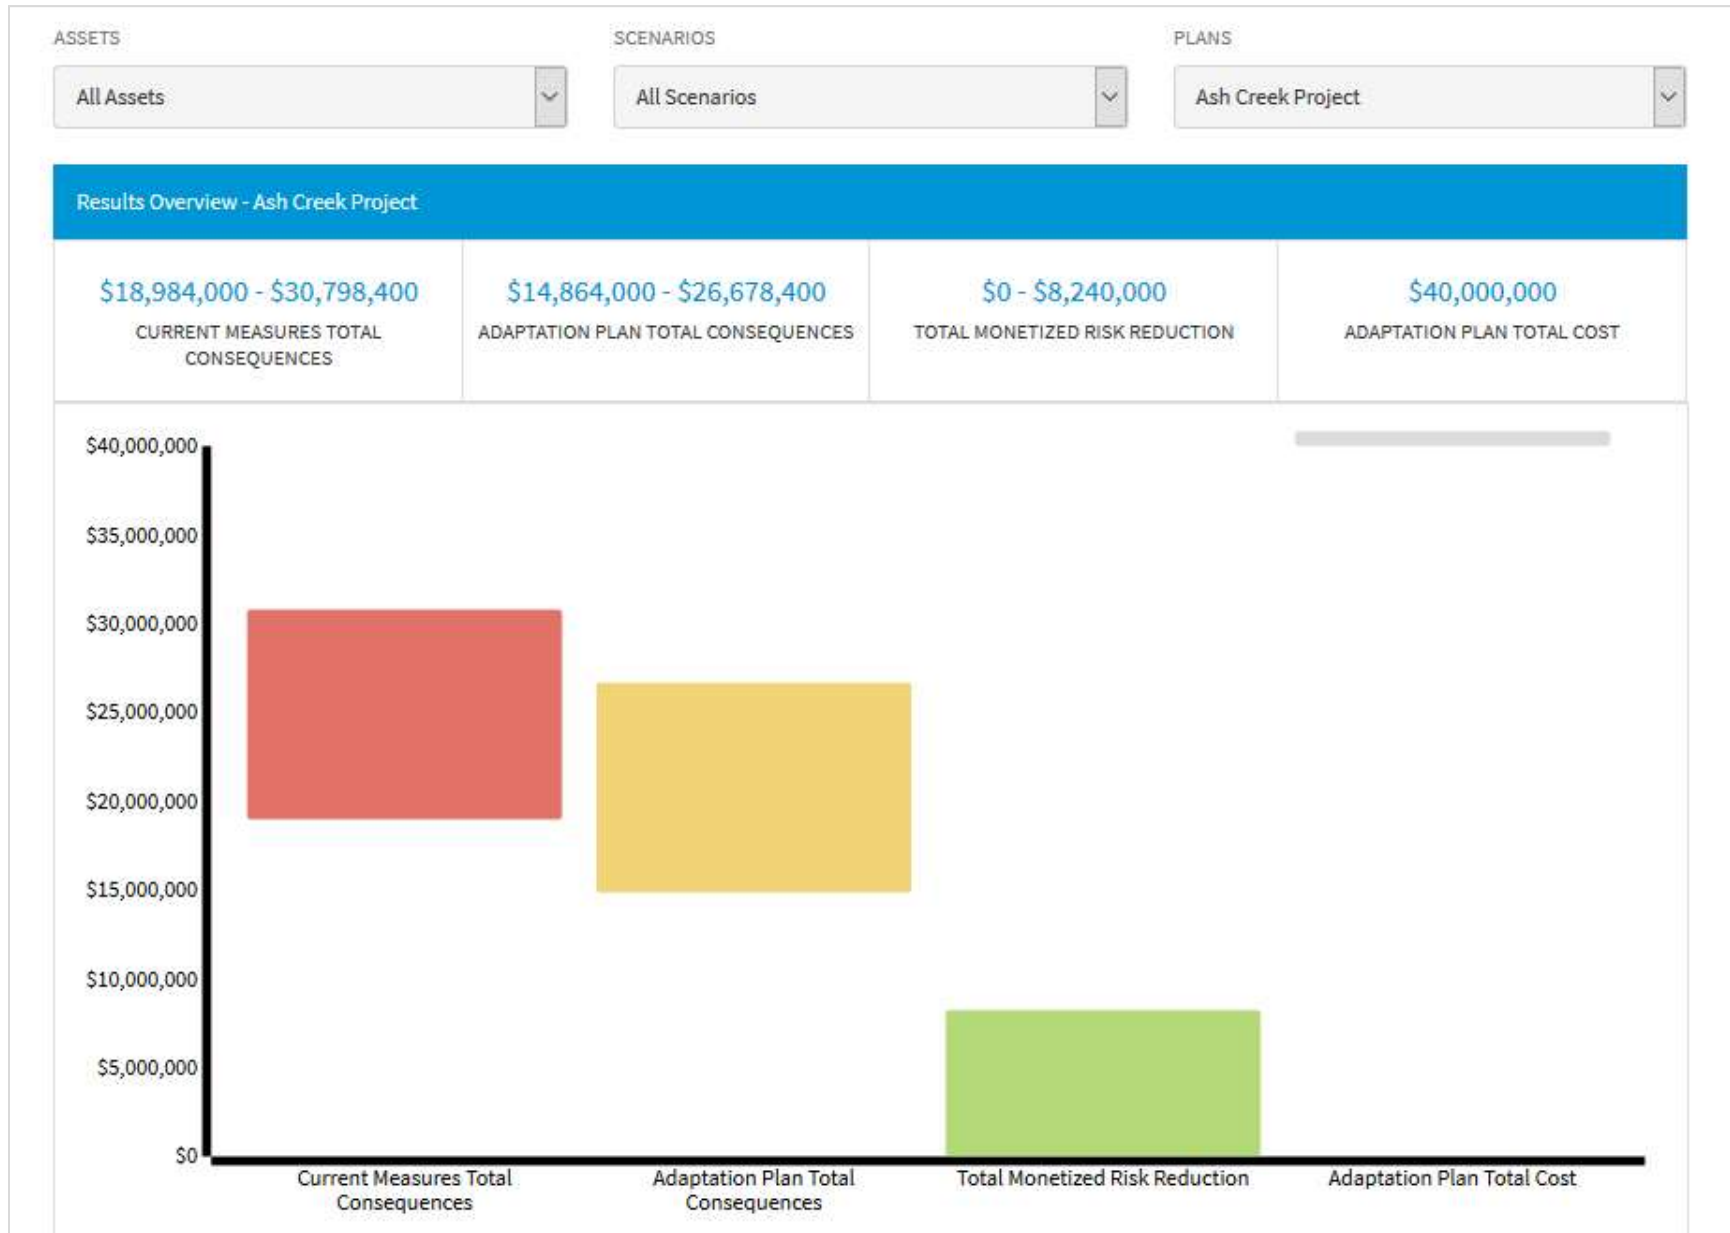 ASSETS
SCENARIOS
PLANS
All Assets
All Scenarios
Ash Creek Project
Results Overview - Ash Creek Project
$18,984,000 - $30,798,400
CURRENT MEASURES TOTAL
CONSEQUENCES
$14,864,000 - $26,678,400
ADAPTATION PLAN TOTAL CONSEQUENCES
$0 - $8,240,000
TOTAL MONETIZED RISK REDUCTION
$40,000,000
ADAPTATION PLAN TOTAL COST
$40,000,000
$35,000,000
$30,000,000
$25,000,000
$20,000,000
$15,000,000
$10,000,000
$5,000,000
$0
Current Measures Total
Consequences
Adaptation Plan Total
Consequences
Total Monetized Risk Reduction
Adaptation Plan Total Cost